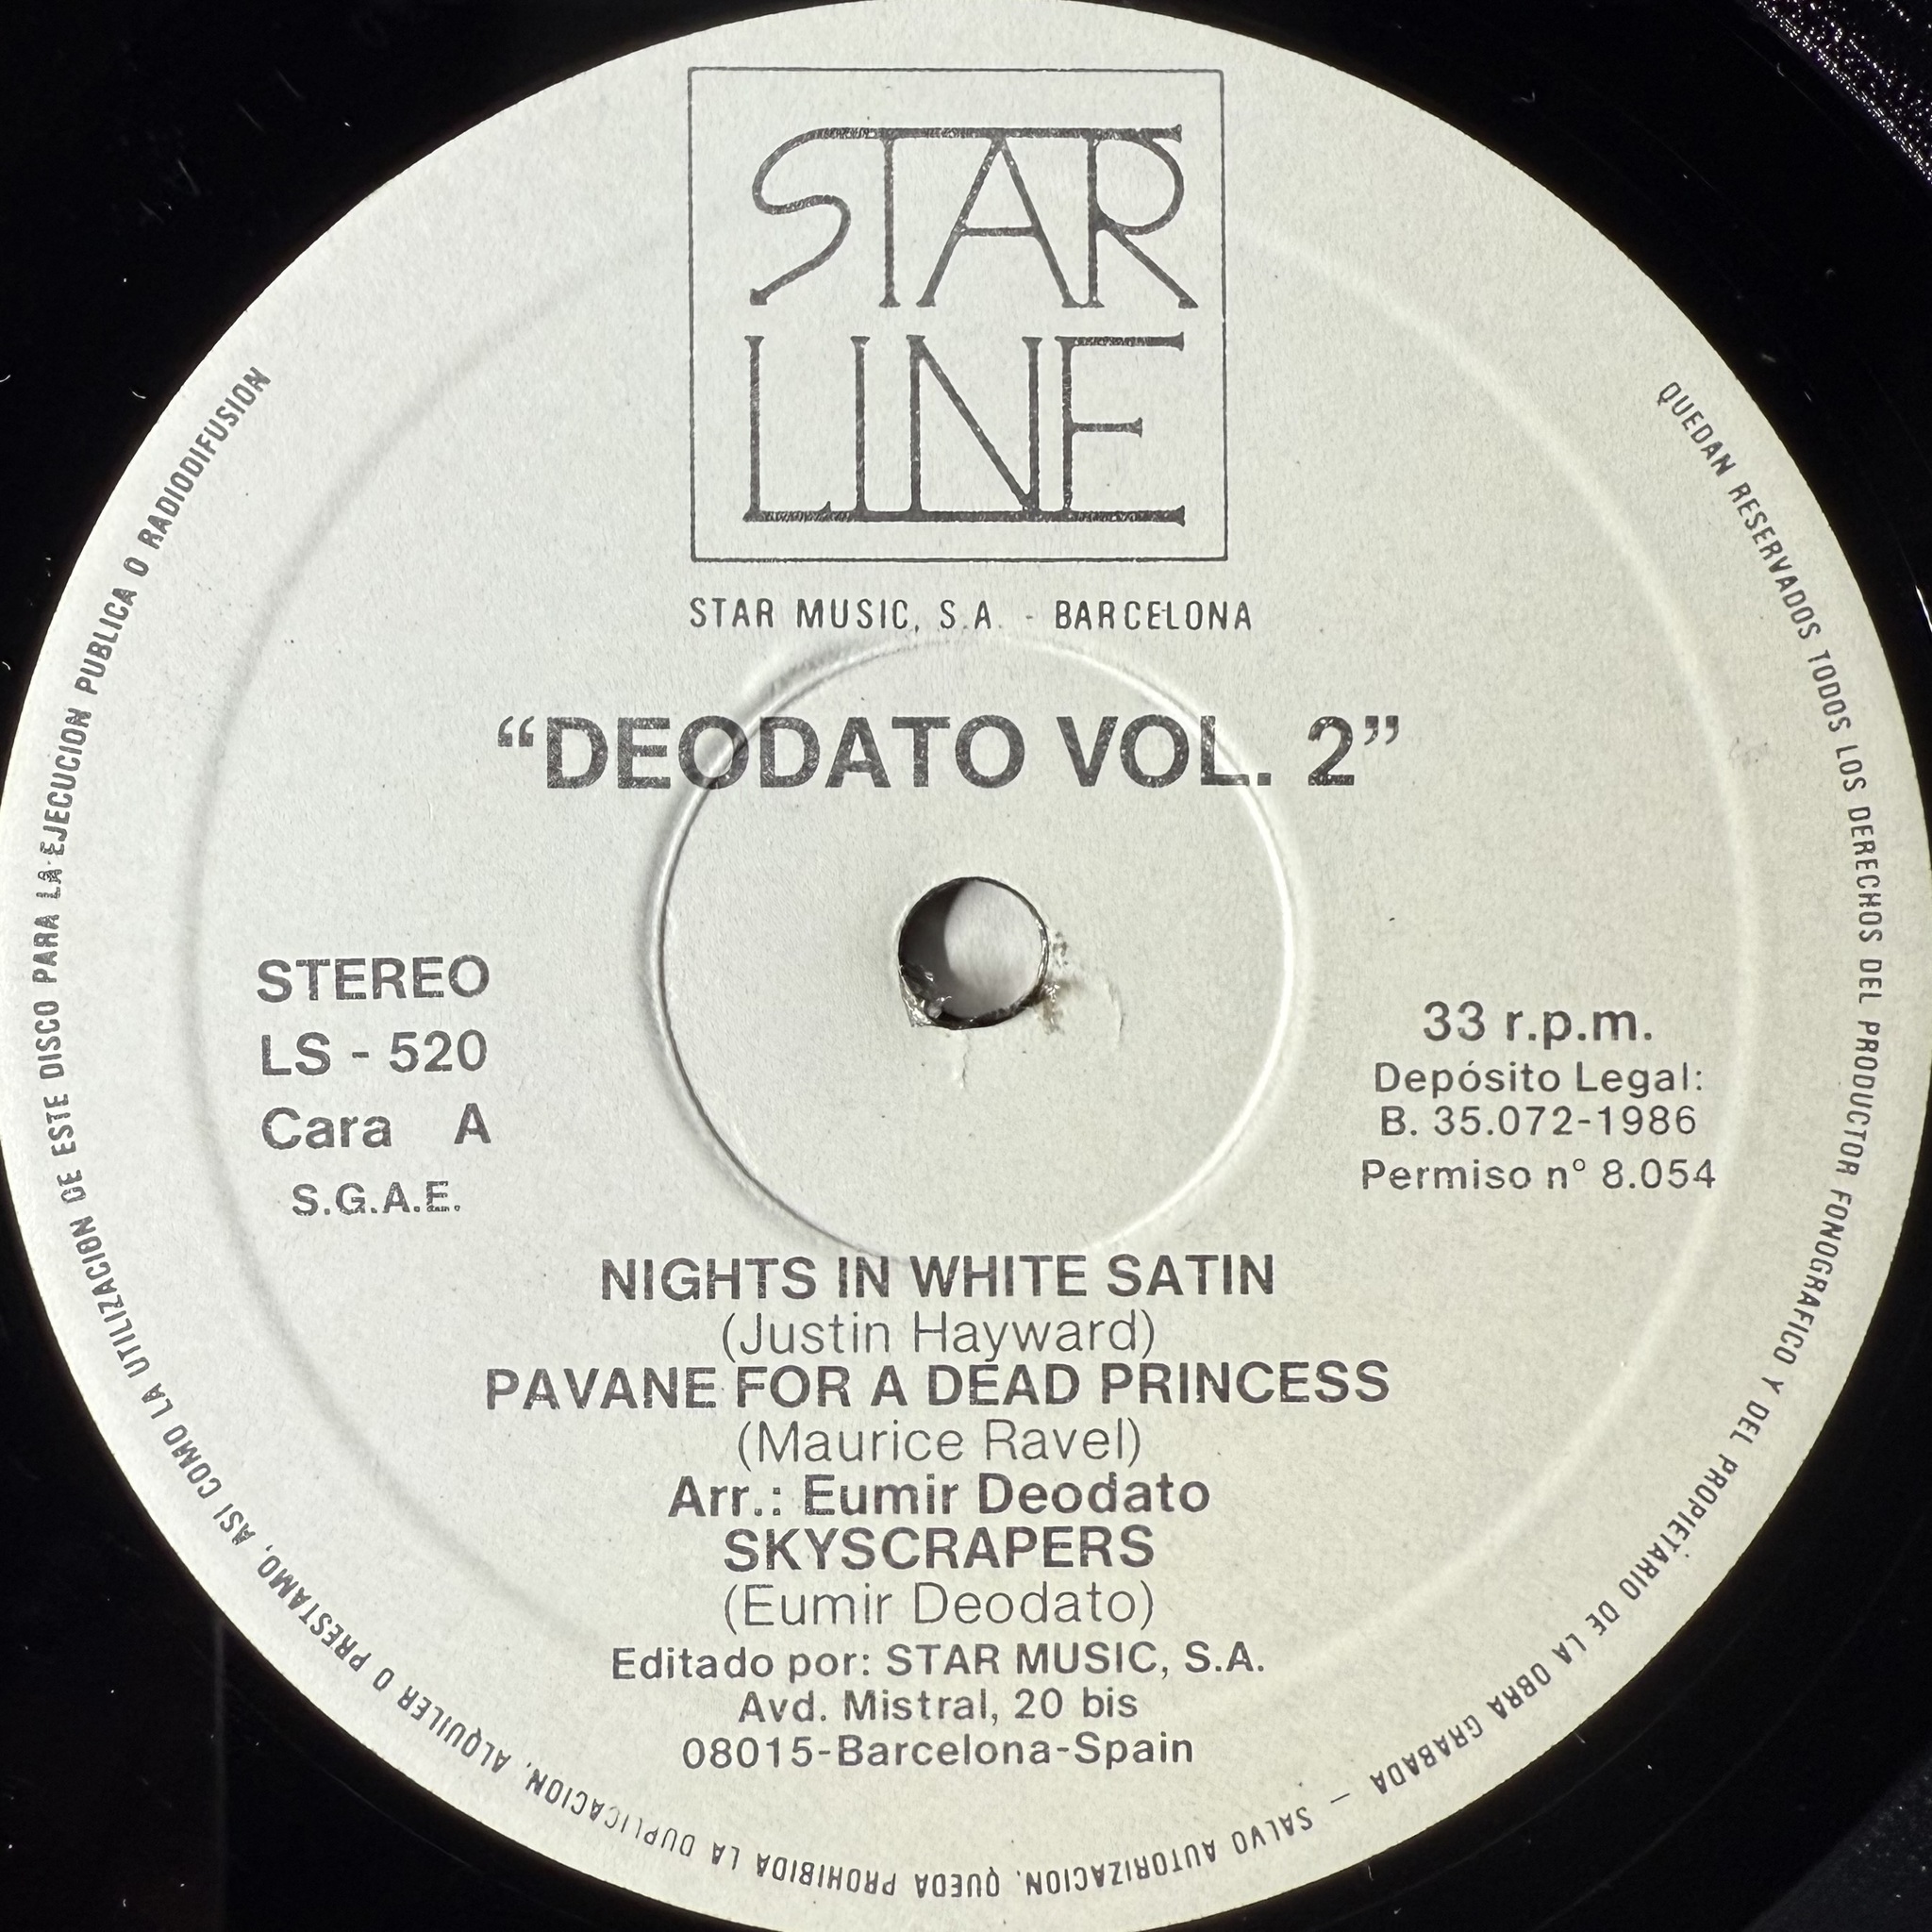 STAR
LINE
STAR MUSIC, S.A. - BARCELONA
“DEODATO VOL. 2”
STEREO
LS - 520
Cara A
S.G.A.E.
33 r.p.m.
Depósito Legal:
B. 35.072-1986
Permiso n° 8.054
NIGHTS IN WHITE SATIN
(Justin Hayward)
PAVANE FOR A DEAD PRINCESS
(Maurice Ravel)
Arr.: Eumir Deodato
SKYSCRAPERS
(Eumir Deodato)
Editado por: STAR MUSIC, S.A.
Avd. Mistral, 20 bis
08015-Barcelona-Spain
QUEDAN RESERVADOS TODOS LOS DERECHOS DEL PRODUCTOR FONOGRAFICO Y DEL PROPIETARIO DE LA OBRA GRABADA — SALVO AUTORIZACION, QUEDA PROHIBIDA LA DUPLICACION, ALQUILER O PRESTAMO, ASI COMO LA UTILIZACION DE ESTE DISCO PARA LA EJECUCION PUBLICA O RADIODIFUSION